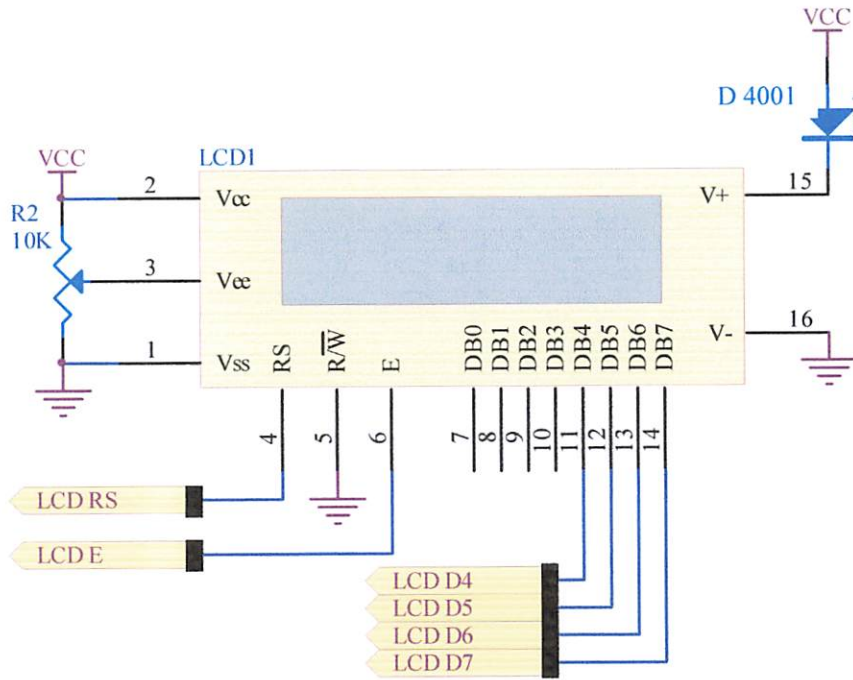 VCC
D 4001
VCC
LCD1
2
Vcc
V+
15
R2
10K
3
Vee
1
Vss
V-
16
RS
R/W
E
DB0
DB1
DB2
DB3
DB4
DB5
DB6
DB7
4
5
6
7
8
9
10
11
12
13
14
LCD RS
LCD E
LCD D4
LCD D5
LCD D6
LCD D7